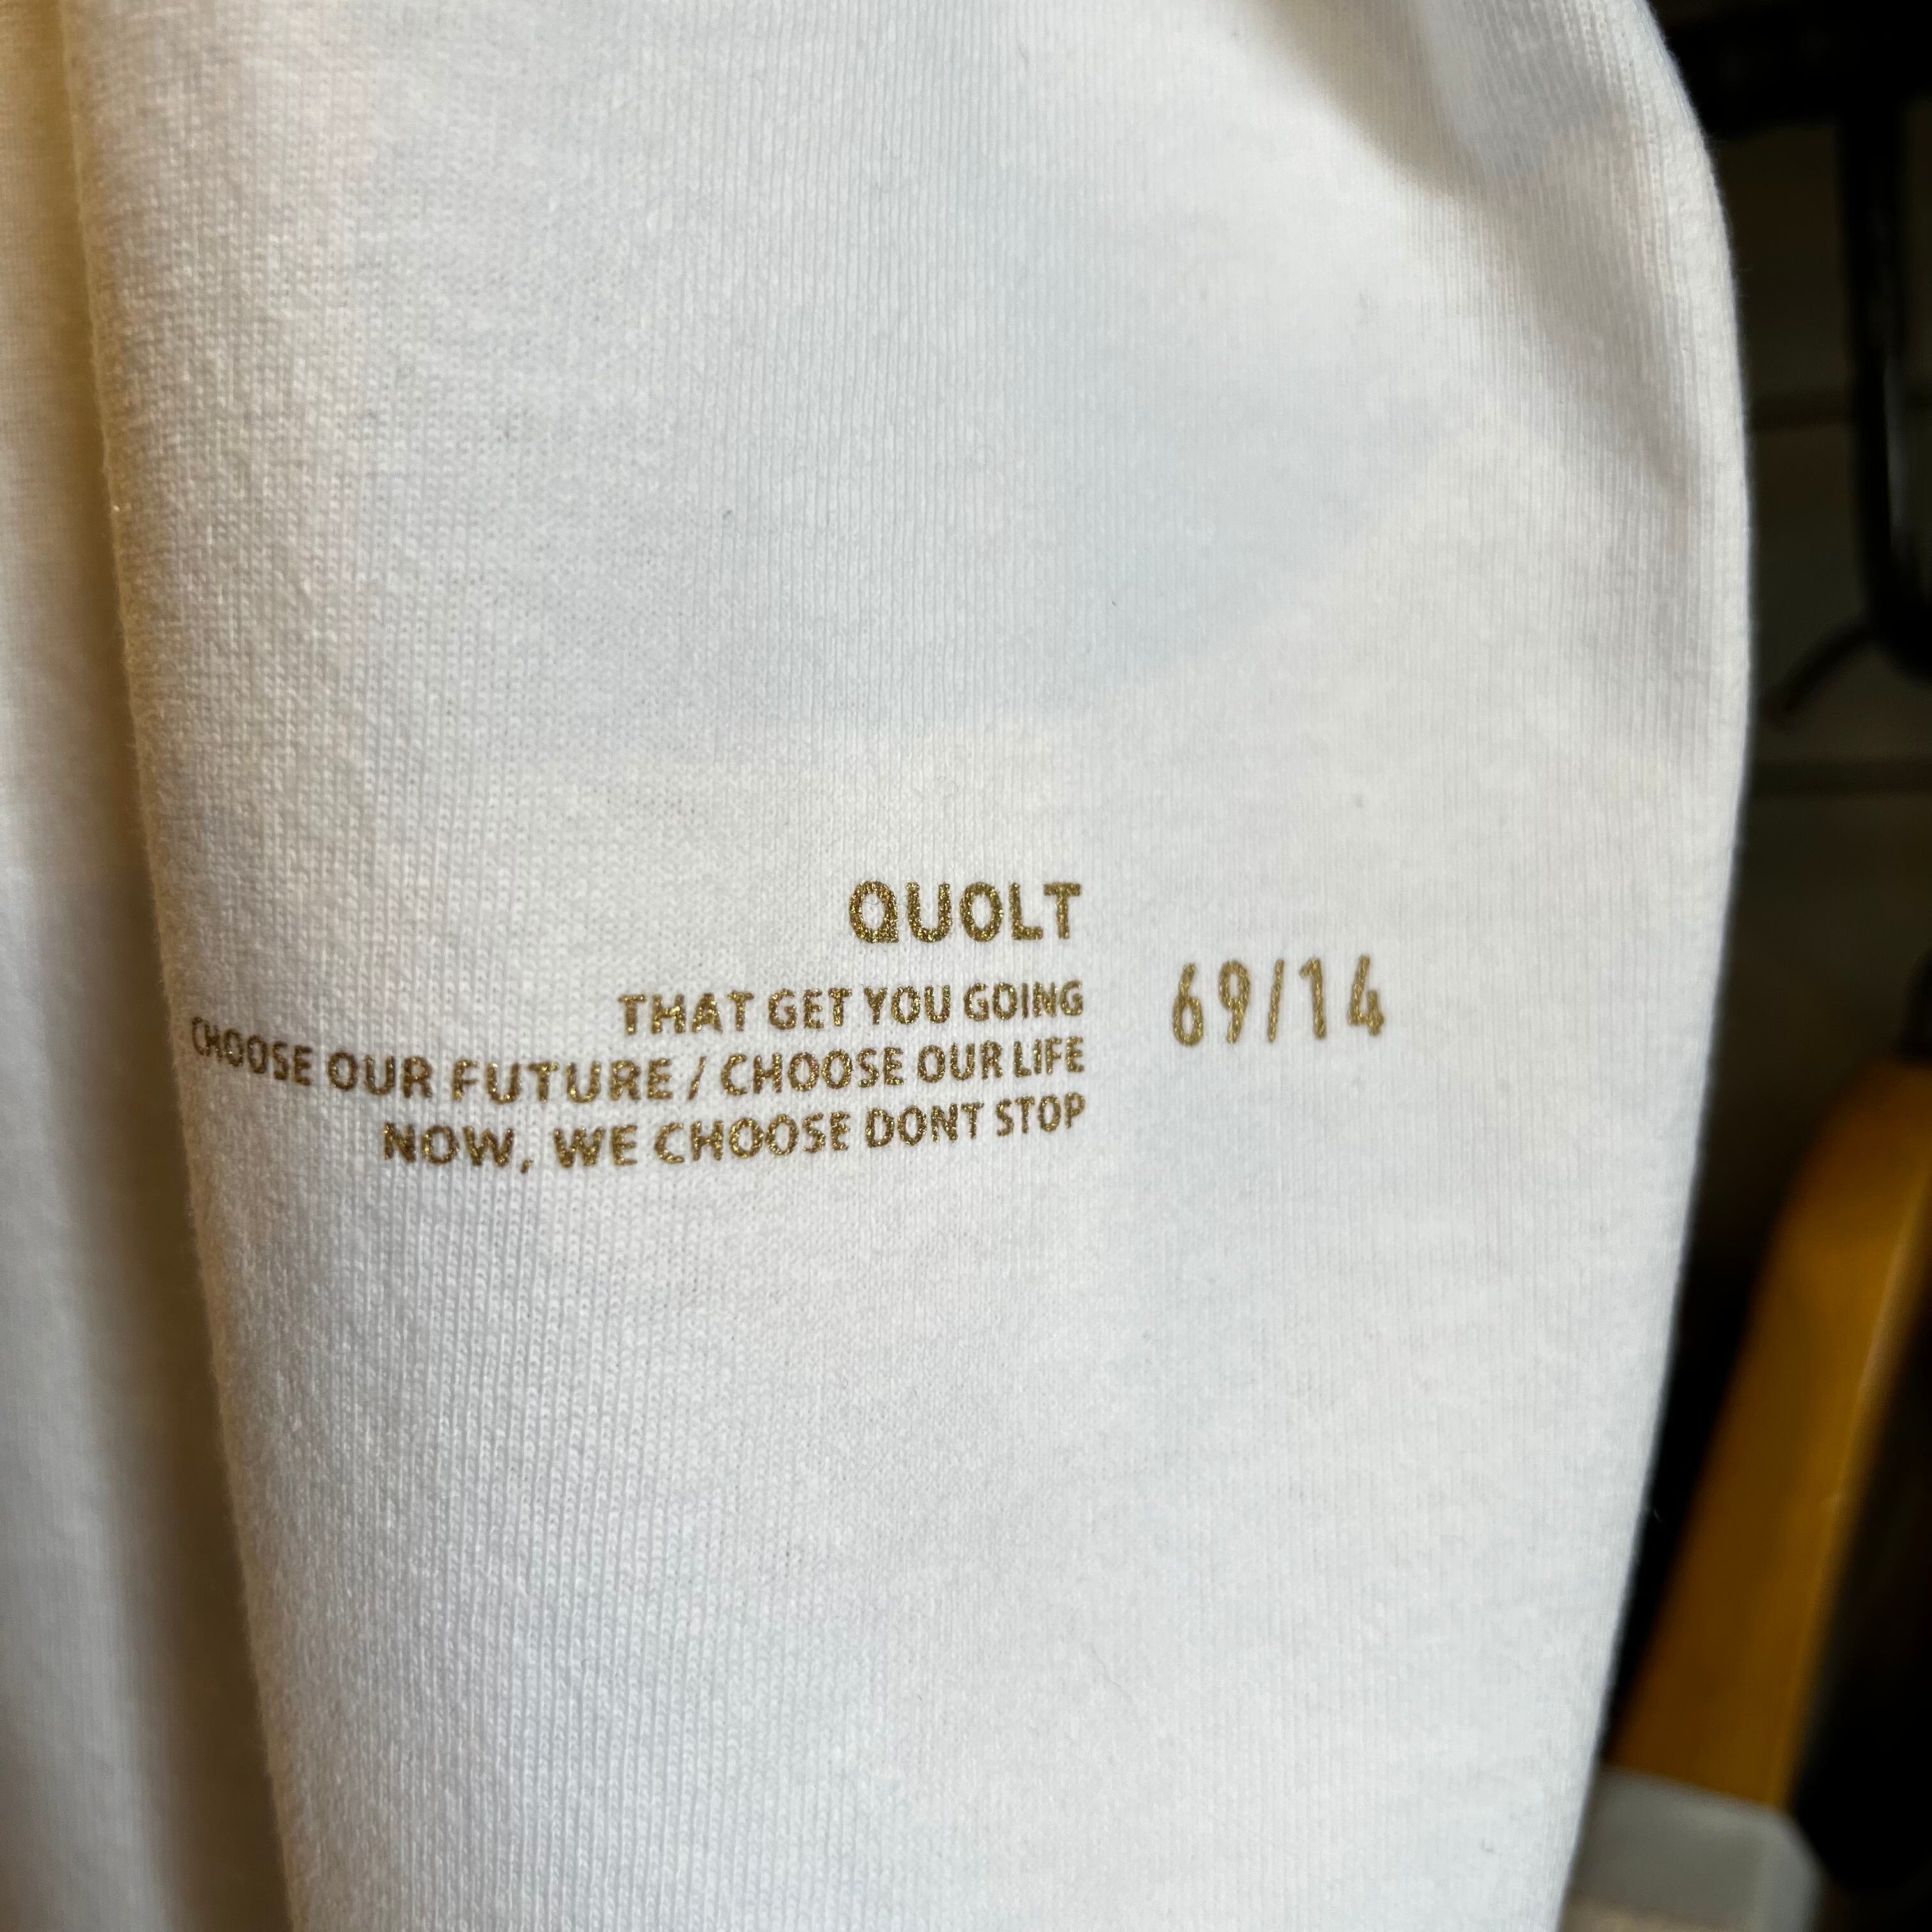 QUOLT
THAT GET YOU GOING
CHOOSE OUR FUTURE / CHOOSE OUR LIFE
NOW, WE CHOOSE DONT STOP
69/14